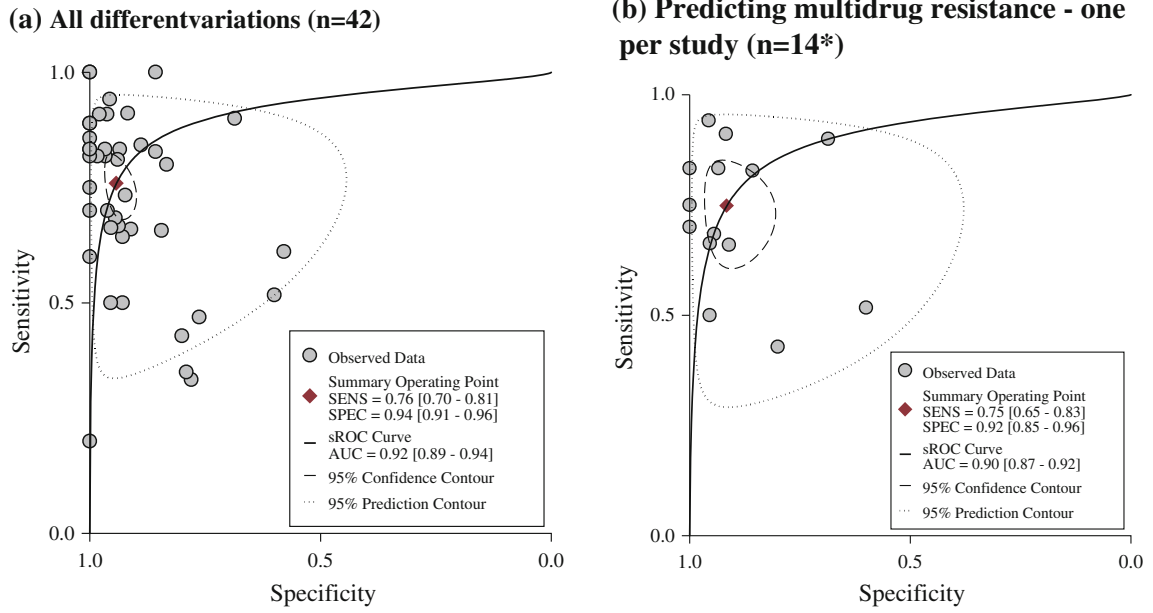 (a) All differentvariations (n=42)
1.0
0.5
0.0
Sensitivity
1.0
0.5
0.0
Specificity
Observed Data
Summary Operating Point
SENS = 0.76 [0.70 - 0.81]
SPEC = 0.94 [0.91 - 0.96]
sROC Curve
AUC = 0.92 [0.89 - 0.94]
95% Confidence Contour
95% Prediction Contour
(b) Predicting multidrug resistance - one
per study (n=14*)
1.0
0.5
0.0
Sensitivity
1.0
0.5
0.0
Specificity
Observed Data
Summary Operating Point
SENS = 0.75 [0.65 - 0.83]
SPEC = 0.92 [0.85 - 0.96]
sROC Curve
AUC = 0.90 [0.87 - 0.92]
95% Confidence Contour
95% Prediction Contour